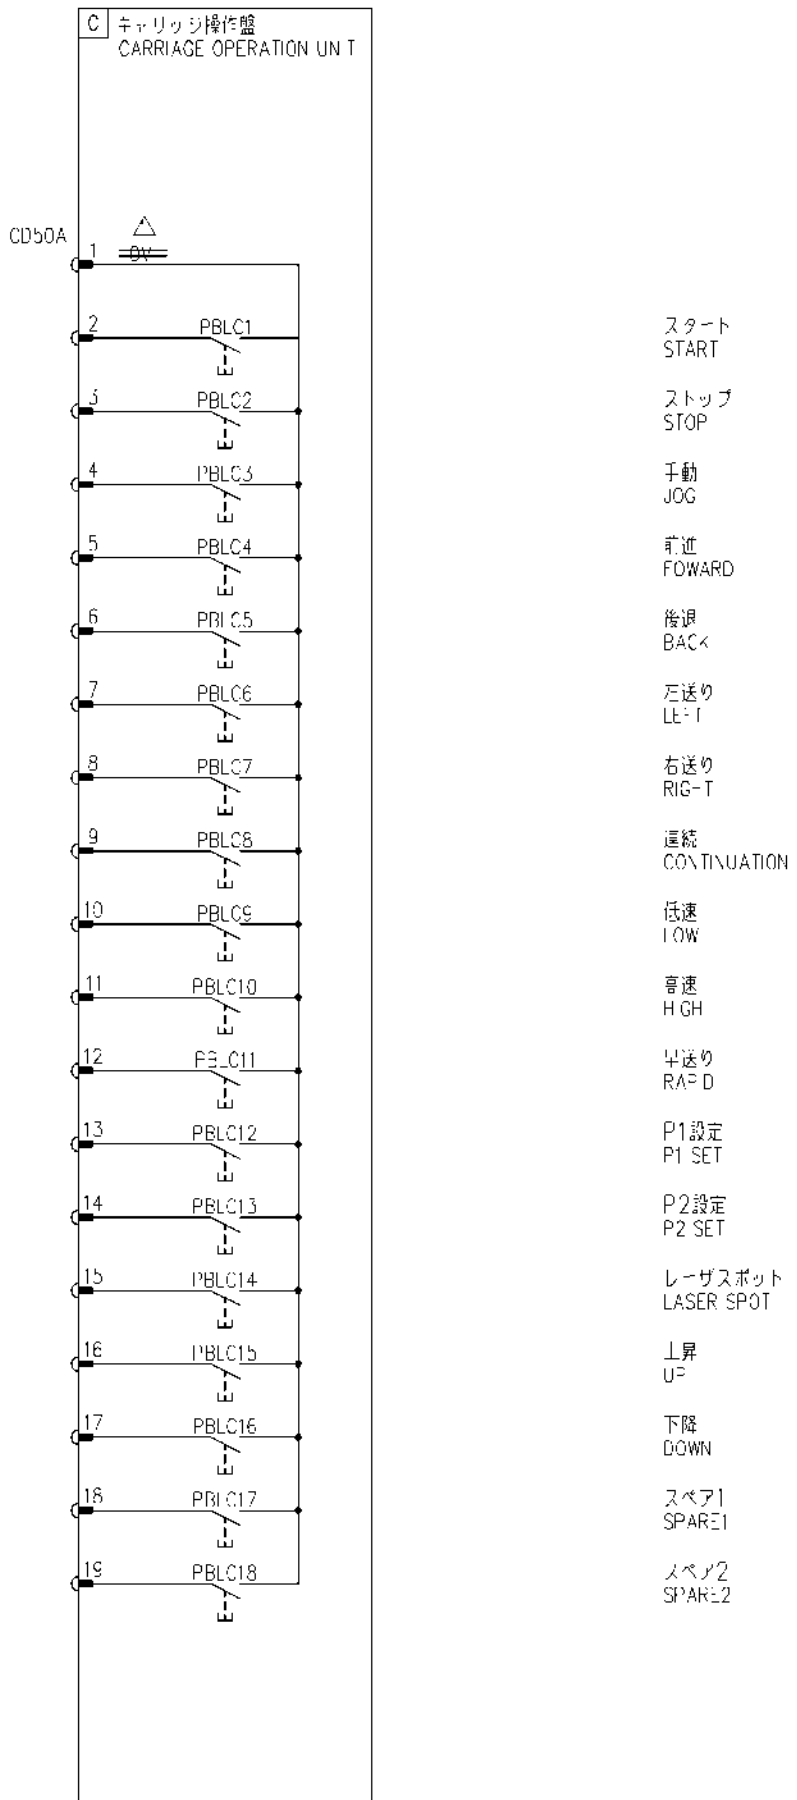 C
キャリッジ操作盤
CARRIAGE OPERATION UNIT
CD50A
1
0V
2 PBLC1 スタート
START
3 PBLC2 ストップ
STOP
4 PBLC3 手動
JOG
5 PBLC4 前進
FOWARD
6 PBLC5 後退
BACK
7 PBLC6 左送り
LEFT
8 PBLC7 右送り
RIGHT
9 PBLC8 連続
CONTINUATION
10 PBLC9 低速
LOW
11 PBLC10 高速
HIGH
12 PBLC11 早送り
RAPID
13 PBLC12 P1設定
P1 SET
14 PBLC13 P2設定
P2 SET
15 PBLC14 レーザスポット
LASER SPOT
16 PBLC15 上昇
UP
17 PBLC16 下降
DOWN
18 PBLC17 スペア1
SPARE1
19 PBLC18 スペア2
SPARE2